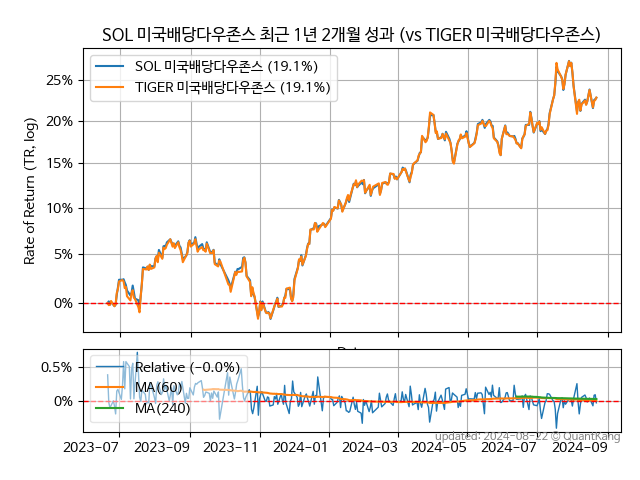 SOL 미국배당다우존스 최근 1년 2개월 성과 (vs TIGER 미국배당다우존스)
SOL 미국배당다우존스 (19.1%)
TIGER 미국배당다우존스 (19.1%)
Rate of Return (TR, log)
25%
20%
15%
10%
5%
0%
0.5%
0%
Relative (-0.0%)
MA(60)
MA(240)
2023-07 2023-09 2023-11 2024-01 2024-03 2024-05 2024-07 2024-09
updated: 2024-08-22 © QuantKang